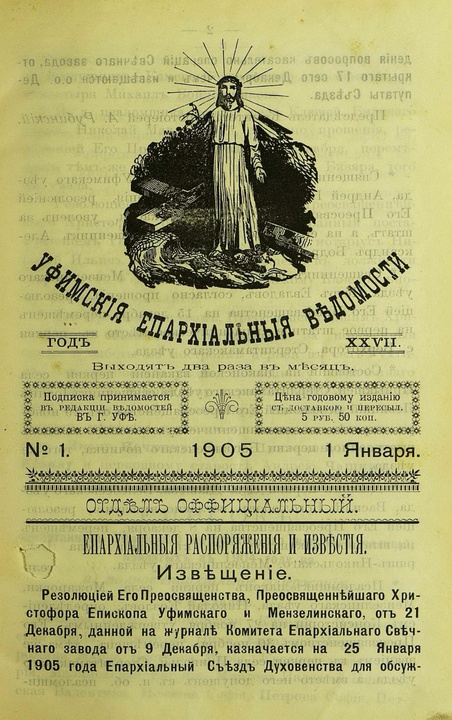 УФИМСКІЯ ЕПАРХІАЛЬНЫЯ ВѢДОМОСТИ
ГОДЪ XXVII.
Выходятъ два раза въ мѣсяцъ.
Подписка принимается
въ редакціи вѣдомостей
въ г. Уфѣ.
Цѣна годовому изданію
съ доставкою и пересыл.
5 руб. 50 коп.
№ 1. 1905 1 Января.
ОТДѢЛЪ ОФФИЦІАЛЬНЫЙ.
ЕПАРХІАЛЬНЫЯ РАСПОРЯЖЕНІЯ И ИЗВѢСТІЯ.
Извѣщеніе.
Резолюціей Его Преосвященства, Преосвященнѣйшаго Хри-
стофора Епископа Уфимскаго и Мензелинскаго, отъ 21
Декабря, данной на журналѣ Комитета Епархіальнаго Свѣч-
наго завода отъ 9 Декабря, казначается на 25 Января
1905 года Епархіальный Съѣздъ Духовенства для обсуж-